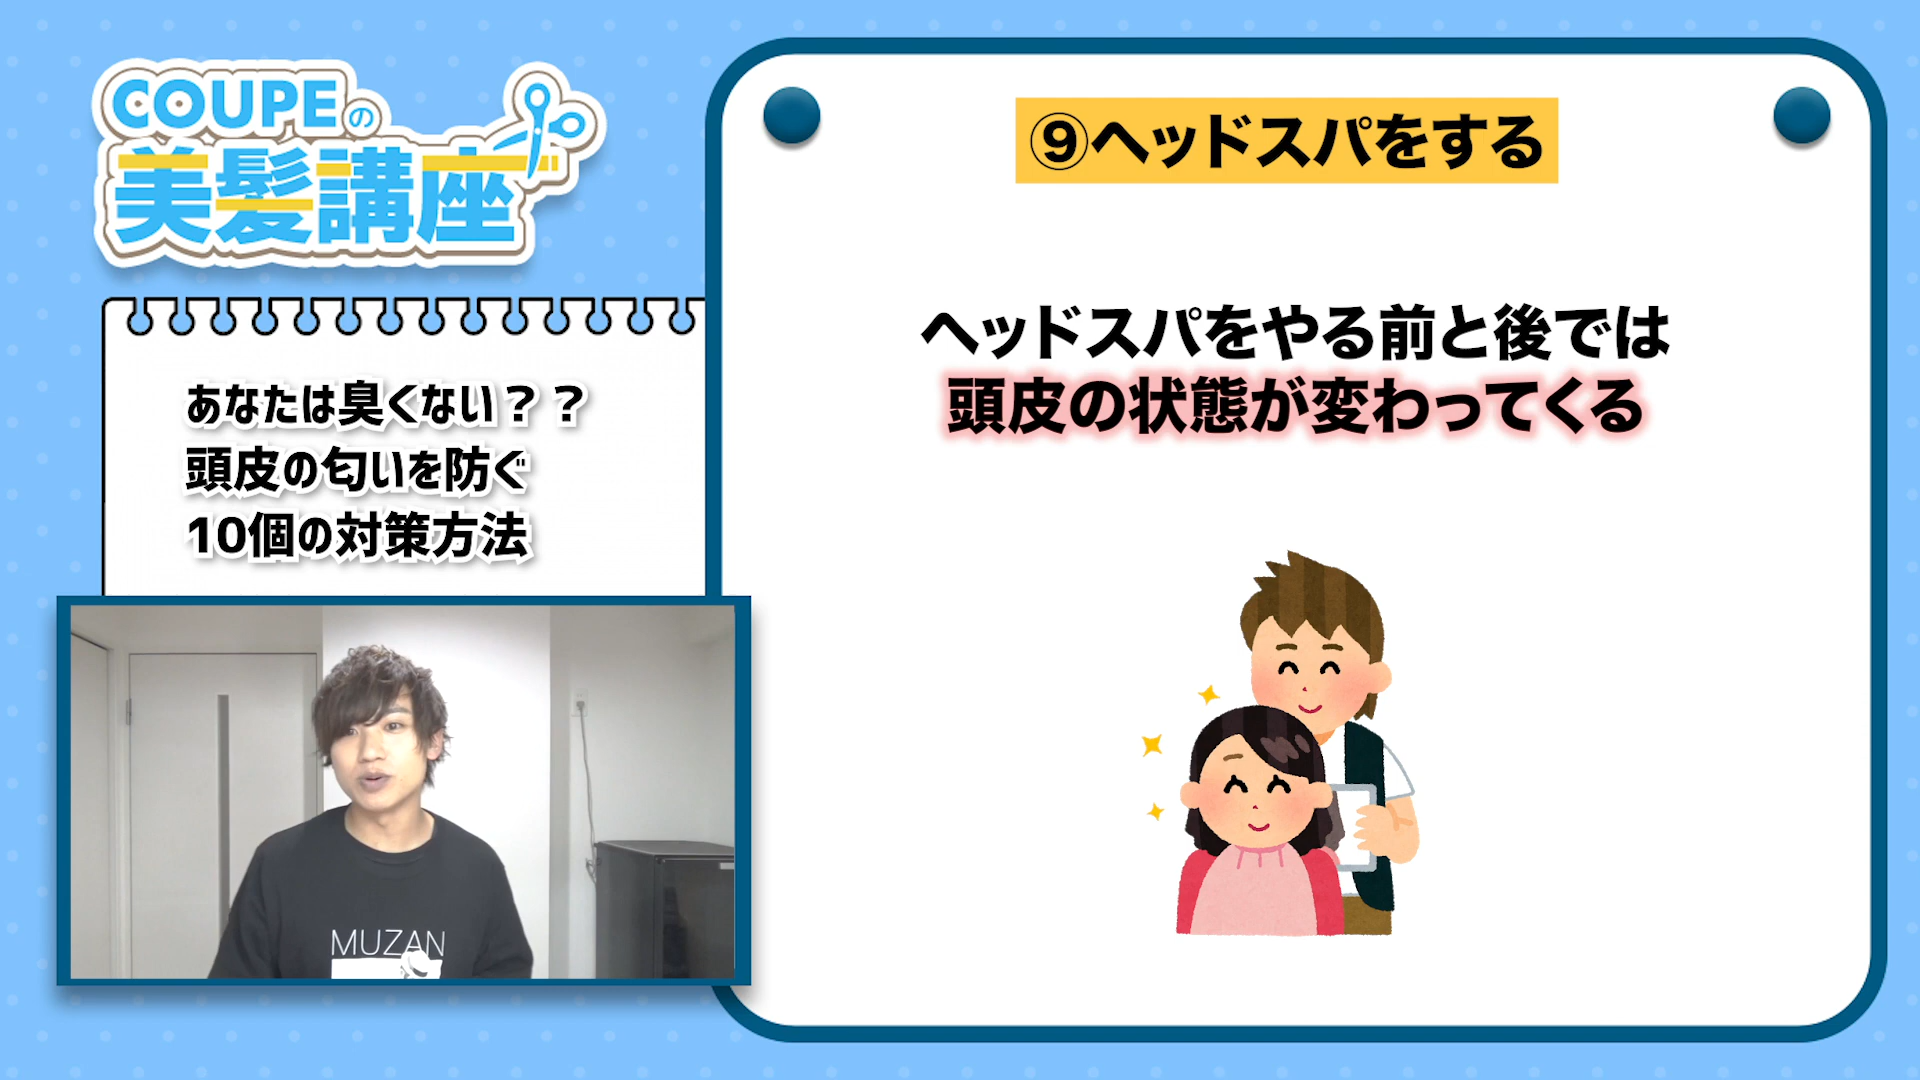 COUPEの
美髪講座
あなたは臭くない？？
頭皮の匂いを防ぐ
10個の対策方法
MUZAN
⑨ヘッドスパをする
ヘッドスパをやる前と後では
頭皮の状態が変わってくる